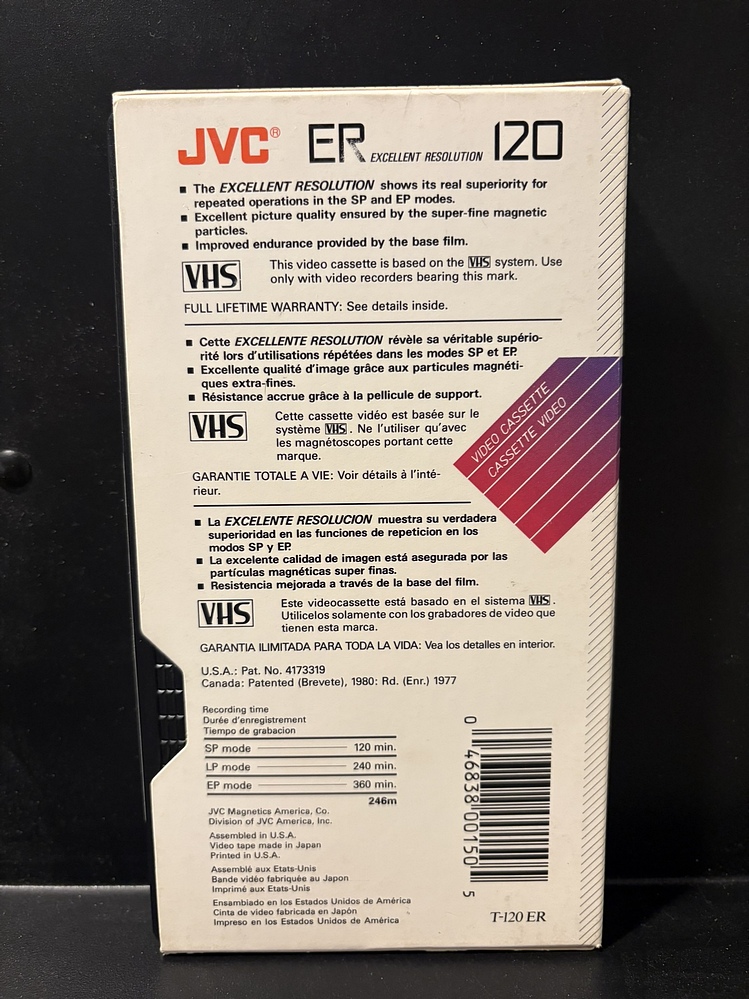 JVC® ER EXCELLENT RESOLUTION 120
▪ The EXCELLENT RESOLUTION shows its real superiority for
repeated operations in the SP and EP modes.
▪ Excellent picture quality ensured by the super-fine magnetic
particles.
▪ Improved endurance provided by the base film.
VHS
This video cassette is based on the VHS system. Use
only with video recorders bearing this mark.
FULL LIFETIME WARRANTY: See details inside.
▪ Cette EXCELLENTE RESOLUTION révèle sa véritable supério-
rité lors d'utilisations répétées dans les modes SP et EP.
▪ Excellente qualité d'image grâce aux particules magnéti-
ques extra-fines.
▪ Résistance accrue grâce à la pellicule de support.
VHS
Cette cassette vidéo est basée sur le
système VHS. Ne l'utiliser qu'avec
les magnétoscopes portant cette
marque.
GARANTIE TOTALE A VIE: Voir détails à l'inté-
rieur.
VIDEO CASSETTE
CASSETTE VIDEO
▪ La EXCELENTE RESOLUCION muestra su verdadera
superioridad en las funciones de repeticion en los
modos SP y EP.
▪ La excelente calidad de imagen está asegurada por las
partículas magnéticas super finas.
▪ Resistencia mejorada a través de la base del film.
VHS
Este videocassette está basado en el sistema VHS.
Utilicelos solamente con los grabadores de video que
tienen esta marca.
GARANTIA ILIMITADA PARA TODA LA VIDA: Vea los detalles en interior.
U.S.A.: Pat. No. 4173319
Canada: Patented (Brevete), 1980: Rd. (Enr.) 1977
Recording time
Durée d'enregistrement
Tiempo de grabacion
SP mode 120 min.
LP mode 240 min.
EP mode 360 min.
246m
JVC Magnetics America, Co.
Division of JVC America, Inc.
Assembled in U.S.A.
Video tape made in Japan
Printed in U.S.A.
Assemblé aux Etats-Unis
Bande vidéo fabriquée au Japon
Imprimé aux Etats-Unis
Ensambiado en los Estados Unidos de América
Cinta de video fabricada en Japón
Impreso en los Estados Unidos de América
0 46838 00150 5
T-120 ER